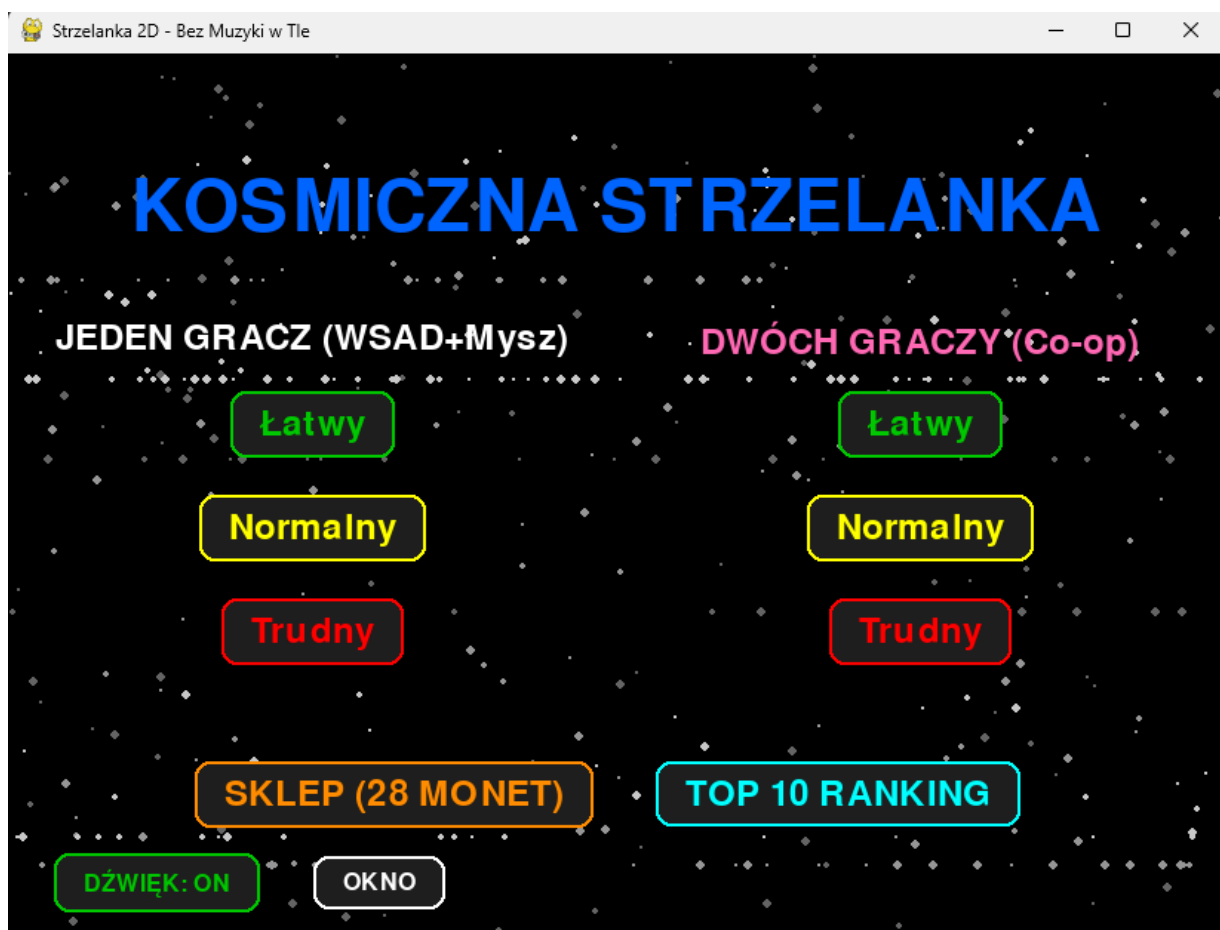 Strzelanka 2D - Bez Muzyki w Tle
KOSMICZNA STRZELANKA
JEDEN GRACZ (WSAD+Mysz)
DWÓCH GRACZY (Co-op)
Łatwy
Łatwy
Normalny
Normalny
Trudny
Trudny
SKLEP (28 MONET)
TOP 10 RANKING
DŹWIĘK: ON
OKNO